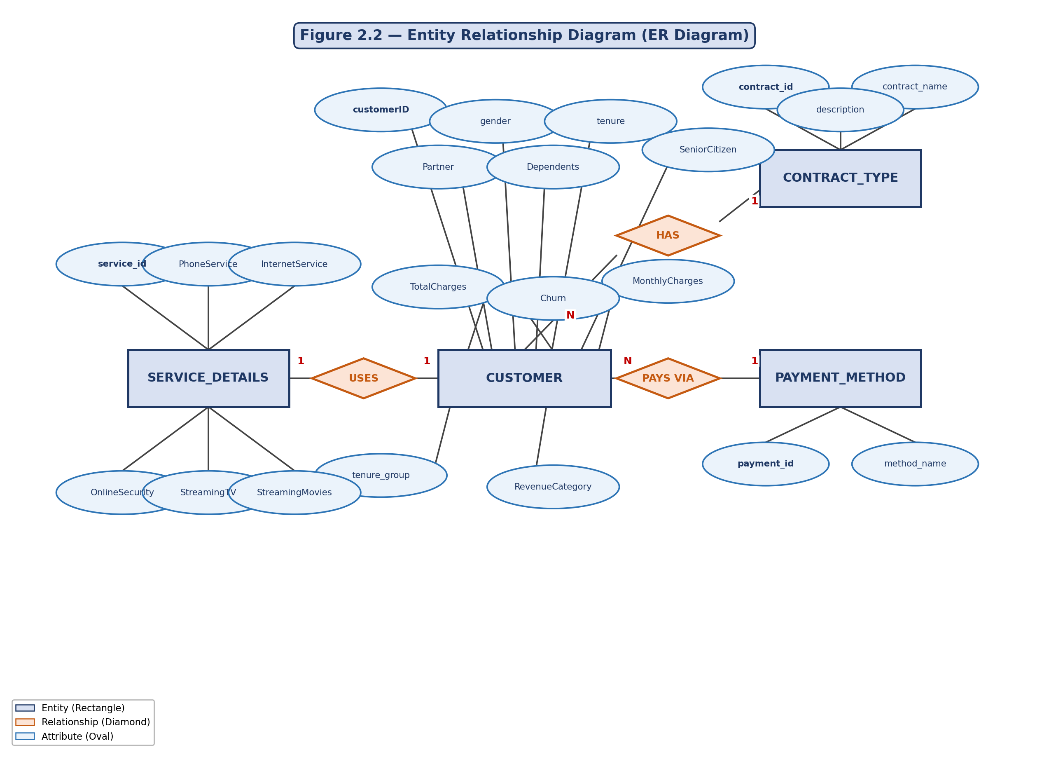 Figure 2.2 — Entity Relationship Diagram (ER Diagram)
contract_id
contract_name
description
customerID
gender
tenure
SeniorCitizen
Partner
Dependents
CONTRACT_TYPE
1
HAS
service_id
PhoneService
InternetService
TotalCharges
Churn
MonthlyCharges
N
1
1
N
1
SERVICE_DETAILS
USES
CUSTOMER
PAYS VIA
PAYMENT_METHOD
payment_id
method_name
tenure_group
RevenueCategory
OnlineSecurity
StreamingTV
StreamingMovies
Entity (Rectangle)
Relationship (Diamond)
Attribute (Oval)